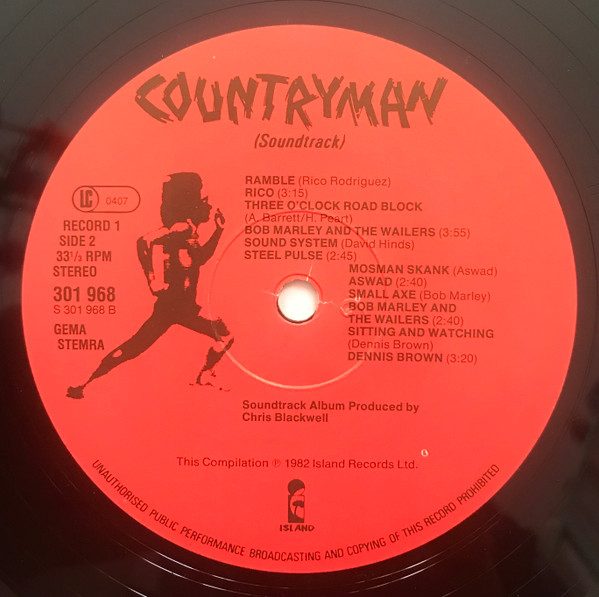 COUNTRYMAN
(Soundtrack)
RAMBLE (Rico Rodriguez)
RICO (3:15)
THREE O'CLOCK ROAD BLOCK
(A. Barrett/H. Peart)
BOB MARLEY AND THE WAILERS (3:55)
SOUND SYSTEM (David Hinds)
STEEL PULSE (2:45)
MOSMAN SKANK (Aswad)
ASWAD (2:40)
SMALL AXE (Bob Marley)
BOB MARLEY AND
THE WAILERS (2:40)
SITTING AND WATCHING
(Dennis Brown)
DENNIS BROWN (3:20)
LC 0407
RECORD 1
SIDE 2
33⅓ RPM
STEREO
301 968
S 301 968 B
GEMA
STEMRA
Soundtrack Album Produced by
Chris Blackwell
This Compilation ℗ 1982 Island Records Ltd.
ISLAND
UNAUTHORISED PUBLIC PERFORMANCE BROADCASTING AND COPYING OF THIS RECORD PROHIBITED